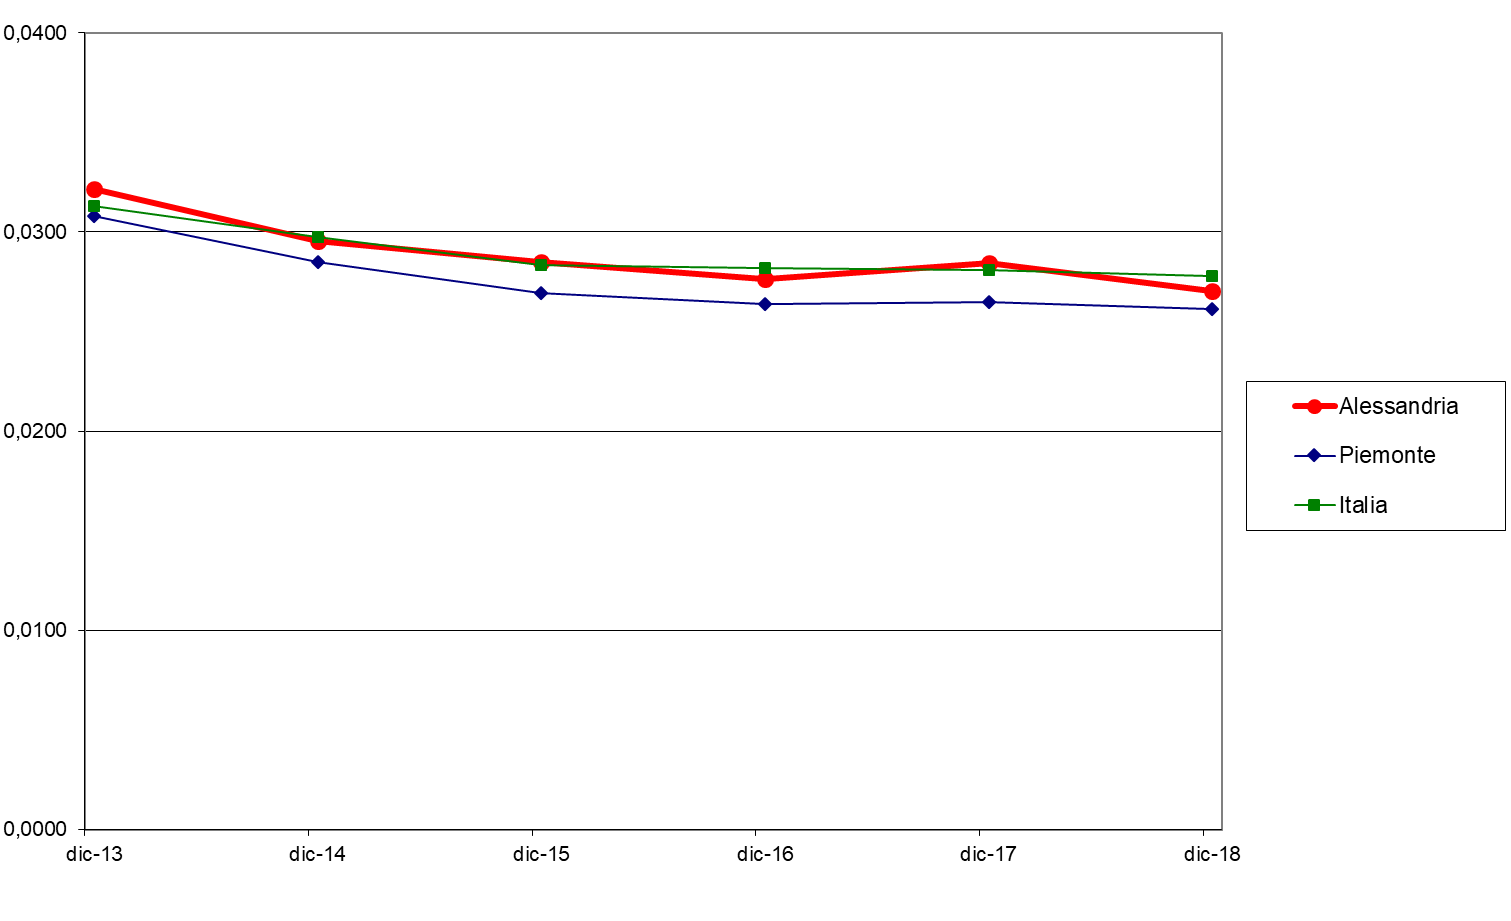 0,0400
0,0300
0,0200
0,0100
0,0000
dic-13 dic-14 dic-15 dic-16 dic-17 dic-18
Alessandria
Piemonte
Italia